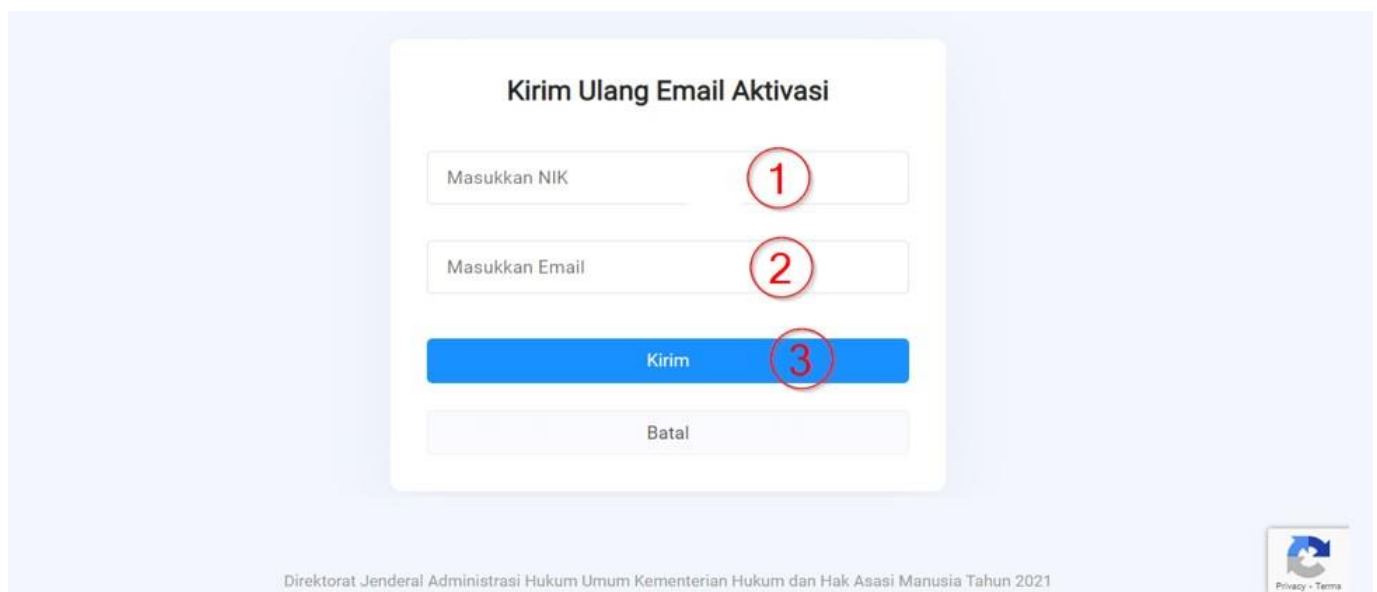 Kirim Ulang Email Aktivasi
Masukkan NIK 1
Masukkan Email 2
Kirim 3
Batal
Direktorat Jenderal Administrasi Hukum Umum Kementerian Hukum dan Hak Asasi Manusia Tahun 2021
Privacy - Terms